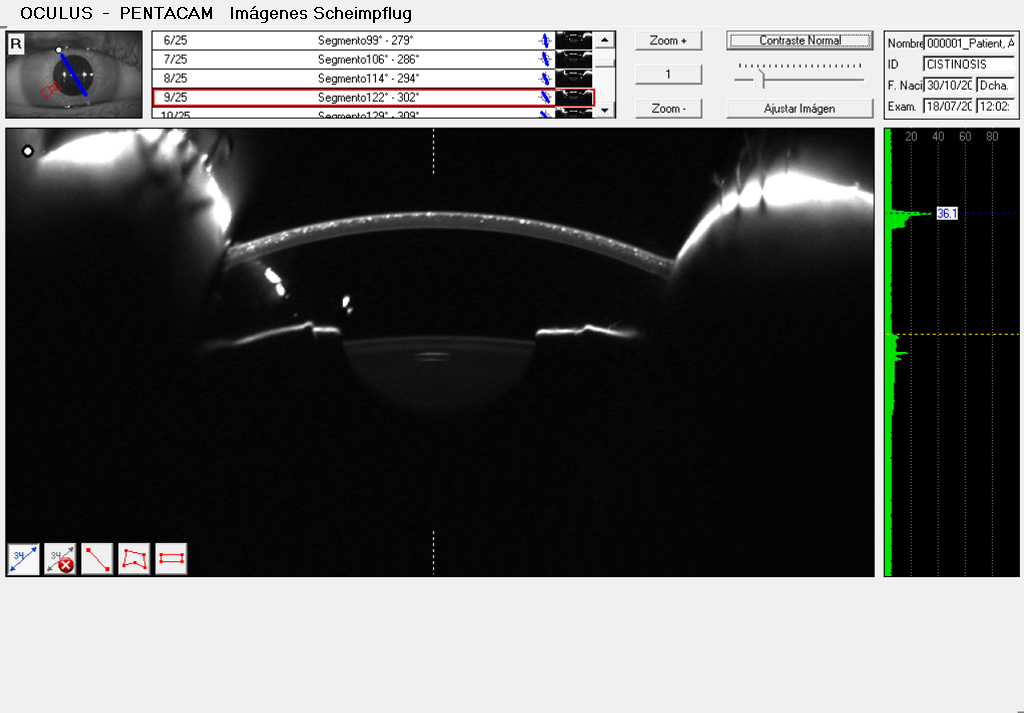 OCULUS - PENTACAM Imágenes Scheimpflug
R
6/25 Segmento99° - 279°
7/25 Segmento106° - 286°
8/25 Segmento114° - 294°
9/25 Segmento122° - 302°
10/25 Segmento129° - 309°
Zoom +
1
Zoom -
Contraste Normal
Ajustar Imágen
Nombre 000001_Patient, A
ID CISTINOSIS
F. Naci 30/10/20 Dcha.
Exam. 18/07/20 12:02:
20 40 60 80
36.1
34 34